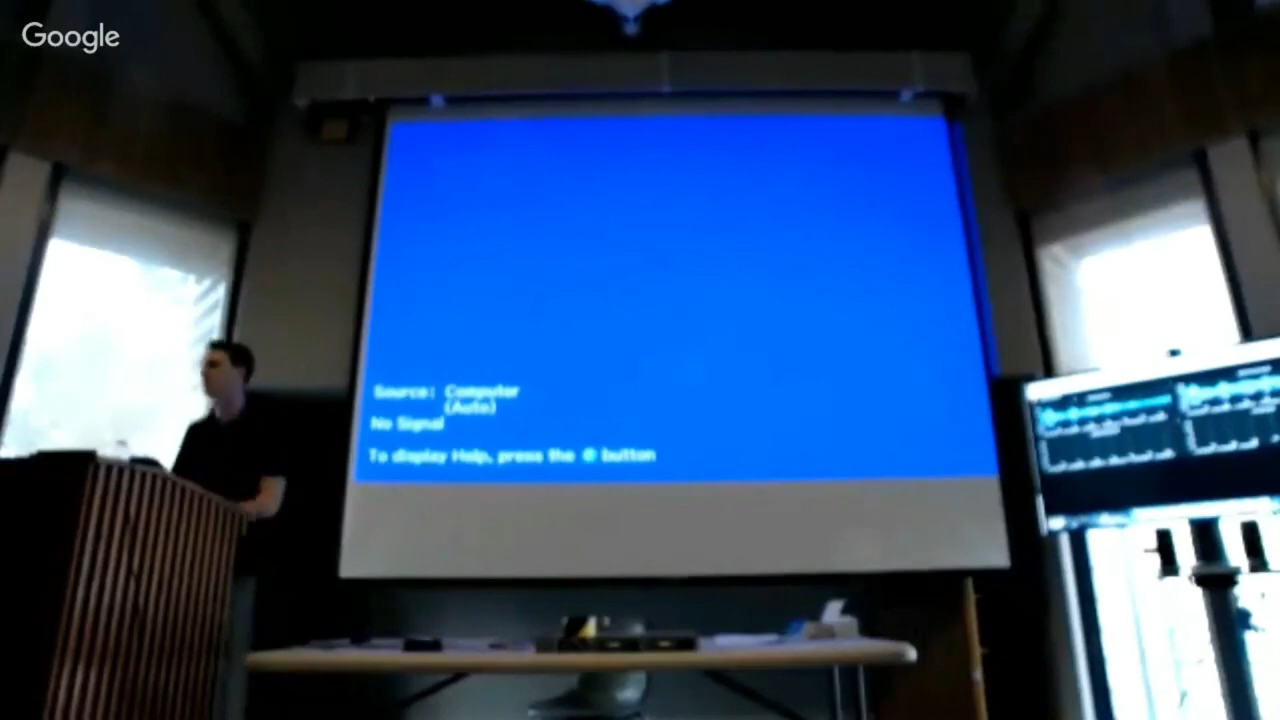 Google
Source: Computer
(Auto)
No Signal
To display Help, press the button